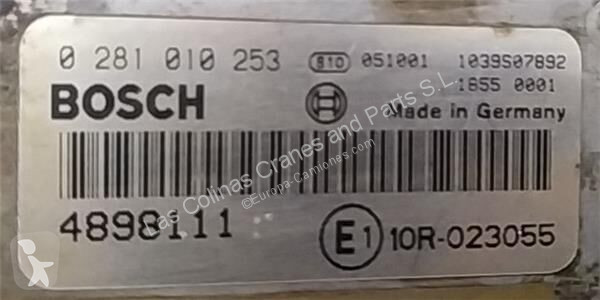 0 281 010 253 810 051001 1039S07892
1855 0001
BOSCH
Made in Germany
4898111
E1 10R-023055
Las Colinas Cranes and Parts S.L.
©Europa-Camiones.com